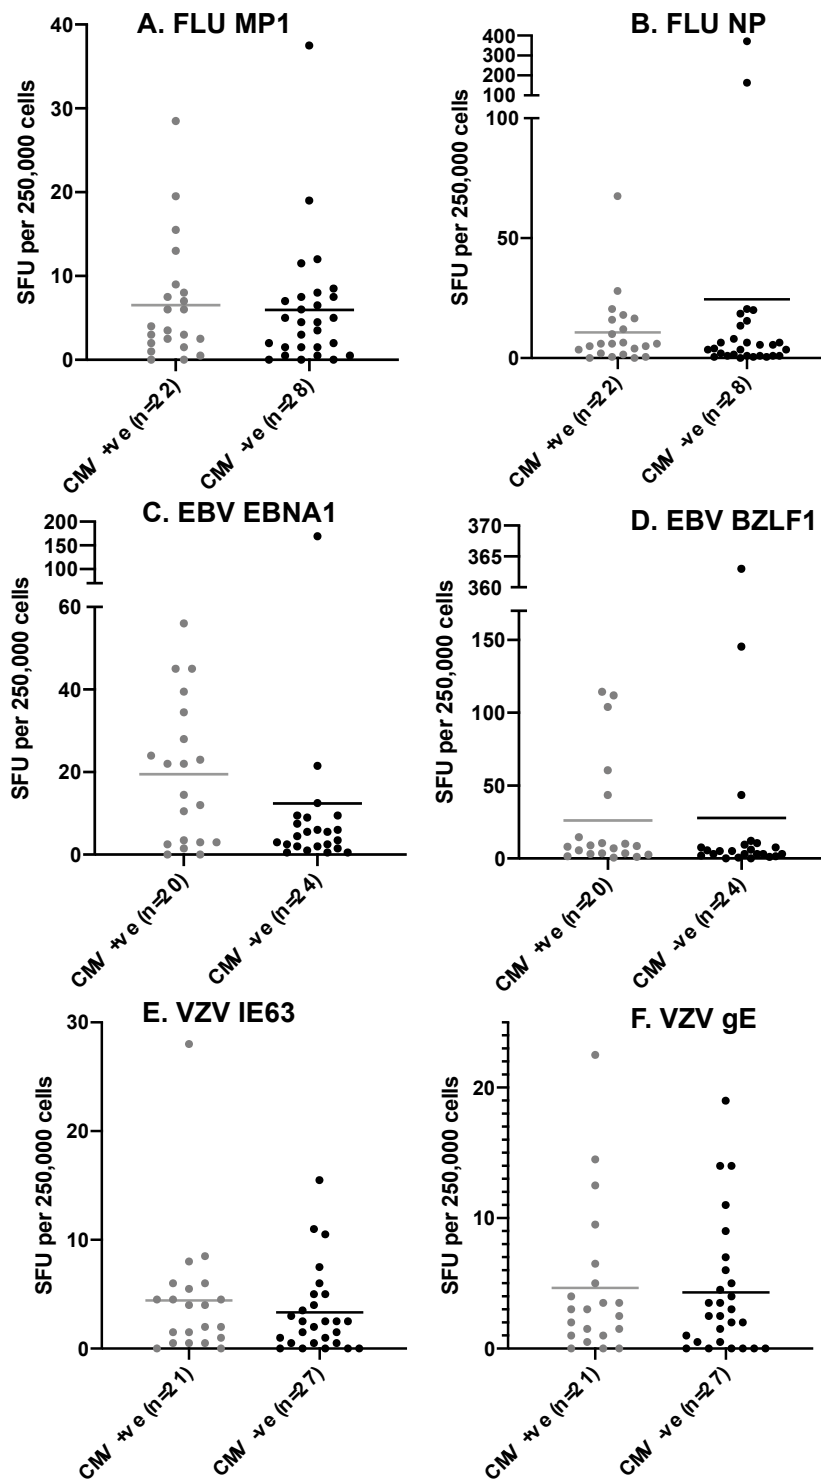 A. FLU MP1
SFU per 250,000 cells
40
30
20
10
0
CMV +ve (n=22)
CMV -ve (n=28)
B. FLU NP
SFU per 250,000 cells
400
300
200
100
100
50
0
CMV +ve (n=22)
CMV -ve (n=28)
C. EBV EBNA1
SFU per 250,000 cells
200
150
100
60
40
20
0
CMV +ve (n=20)
CMV -ve (n=24)
D. EBV BZLF1
SFU per 250,000 cells
370
365
360
150
100
50
0
CMV +ve (n=20)
CMV -ve (n=24)
E. VZV IE63
SFU per 250,000 cells
30
20
10
0
CMV +ve (n=21)
CMV -ve (n=27)
F. VZV gE
SFU per 250,000 cells
20
10
0
CMV +ve (n=21)
CMV -ve (n=27)